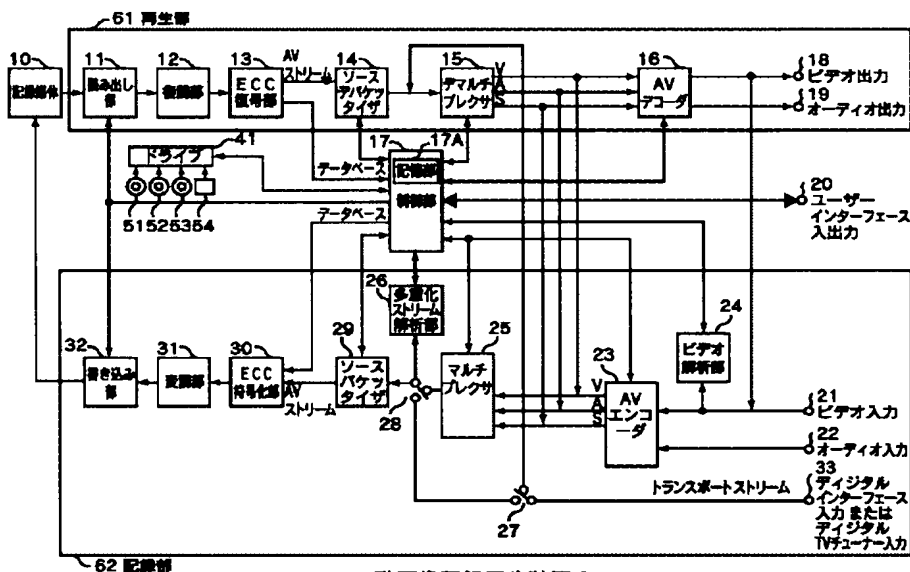 61 再生部
10
記録媒体
11
読み出し
部
12
復調部
13
ECC
復号部
AV
ストリーム
14
ソース
デパケッ
タイザ
15
デマルチ
プレクサ
V
A
S
16
AV
デコーダ
18
ビデオ出力
19
オーディオ出力
41
ドライブ
51 52 53 54
データベース
データベース
17
17A
記憶部
制御部
20
ユーザー
インターフェース
入出力
26
多重化
ストリーム
解析部
24
ビデオ
解析部
32
書き込み
部
31
変調部
30
ECC
符号化部
AV
ストリーム
29
ソース
パケッ
タイザ
28
25
マルチ
プレクサ
V
A
S
23
AV
エンコ
ーダ
21
ビデオ入力
22
オーディオ入力
33
ディジタル
インターフェース
入力または
ディジタル
TVチューナー入力
トランスポートストリーム
27
62 記録部